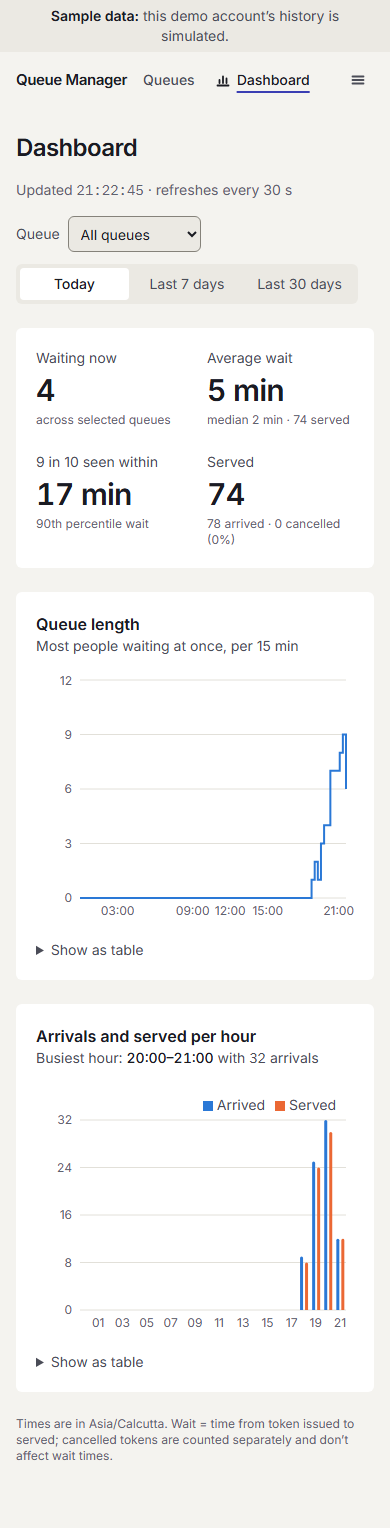 Sample data: this demo account’s history is
simulated.
Queue Manager Queues Dashboard
Dashboard
Updated 21:22:45 · refreshes every 30 s
Queue All queues
Today Last 7 days Last 30 days
Waiting now
4
across selected queues
Average wait
5 min
median 2 min · 74 served
9 in 10 seen within
17 min
90th percentile wait
Served
74
78 arrived · 0 cancelled
(0%)
Queue length
Most people waiting at once, per 15 min
12
9
6
3
0
03:00 09:00 12:00 15:00 21:00
Show as table
Arrivals and served per hour
Busiest hour: 20:00–21:00 with 32 arrivals
Arrived Served
32
24
16
8
0
01 03 05 07 09 11 13 15 17 19 21
Show as table
Times are in Asia/Calcutta. Wait = time from token issued to
served; cancelled tokens are counted separately and don’t
affect wait times.